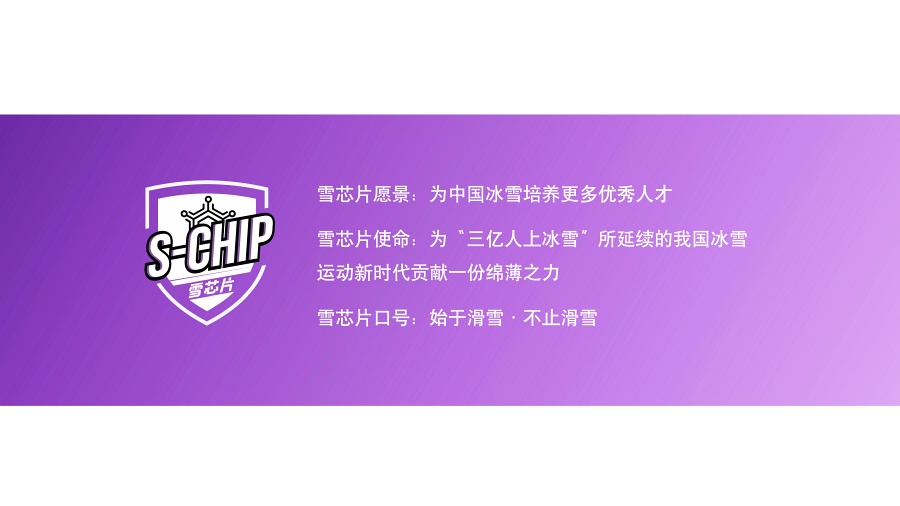 S-CHIP
雪芯片
雪芯片愿景：为中国冰雪培养更多优秀人才
雪芯片使命：为〝三亿人上冰雪〞所延续的我国冰雪
运动新时代贡献一份绵薄之力
雪芯片口号：始于滑雪·不止滑雪